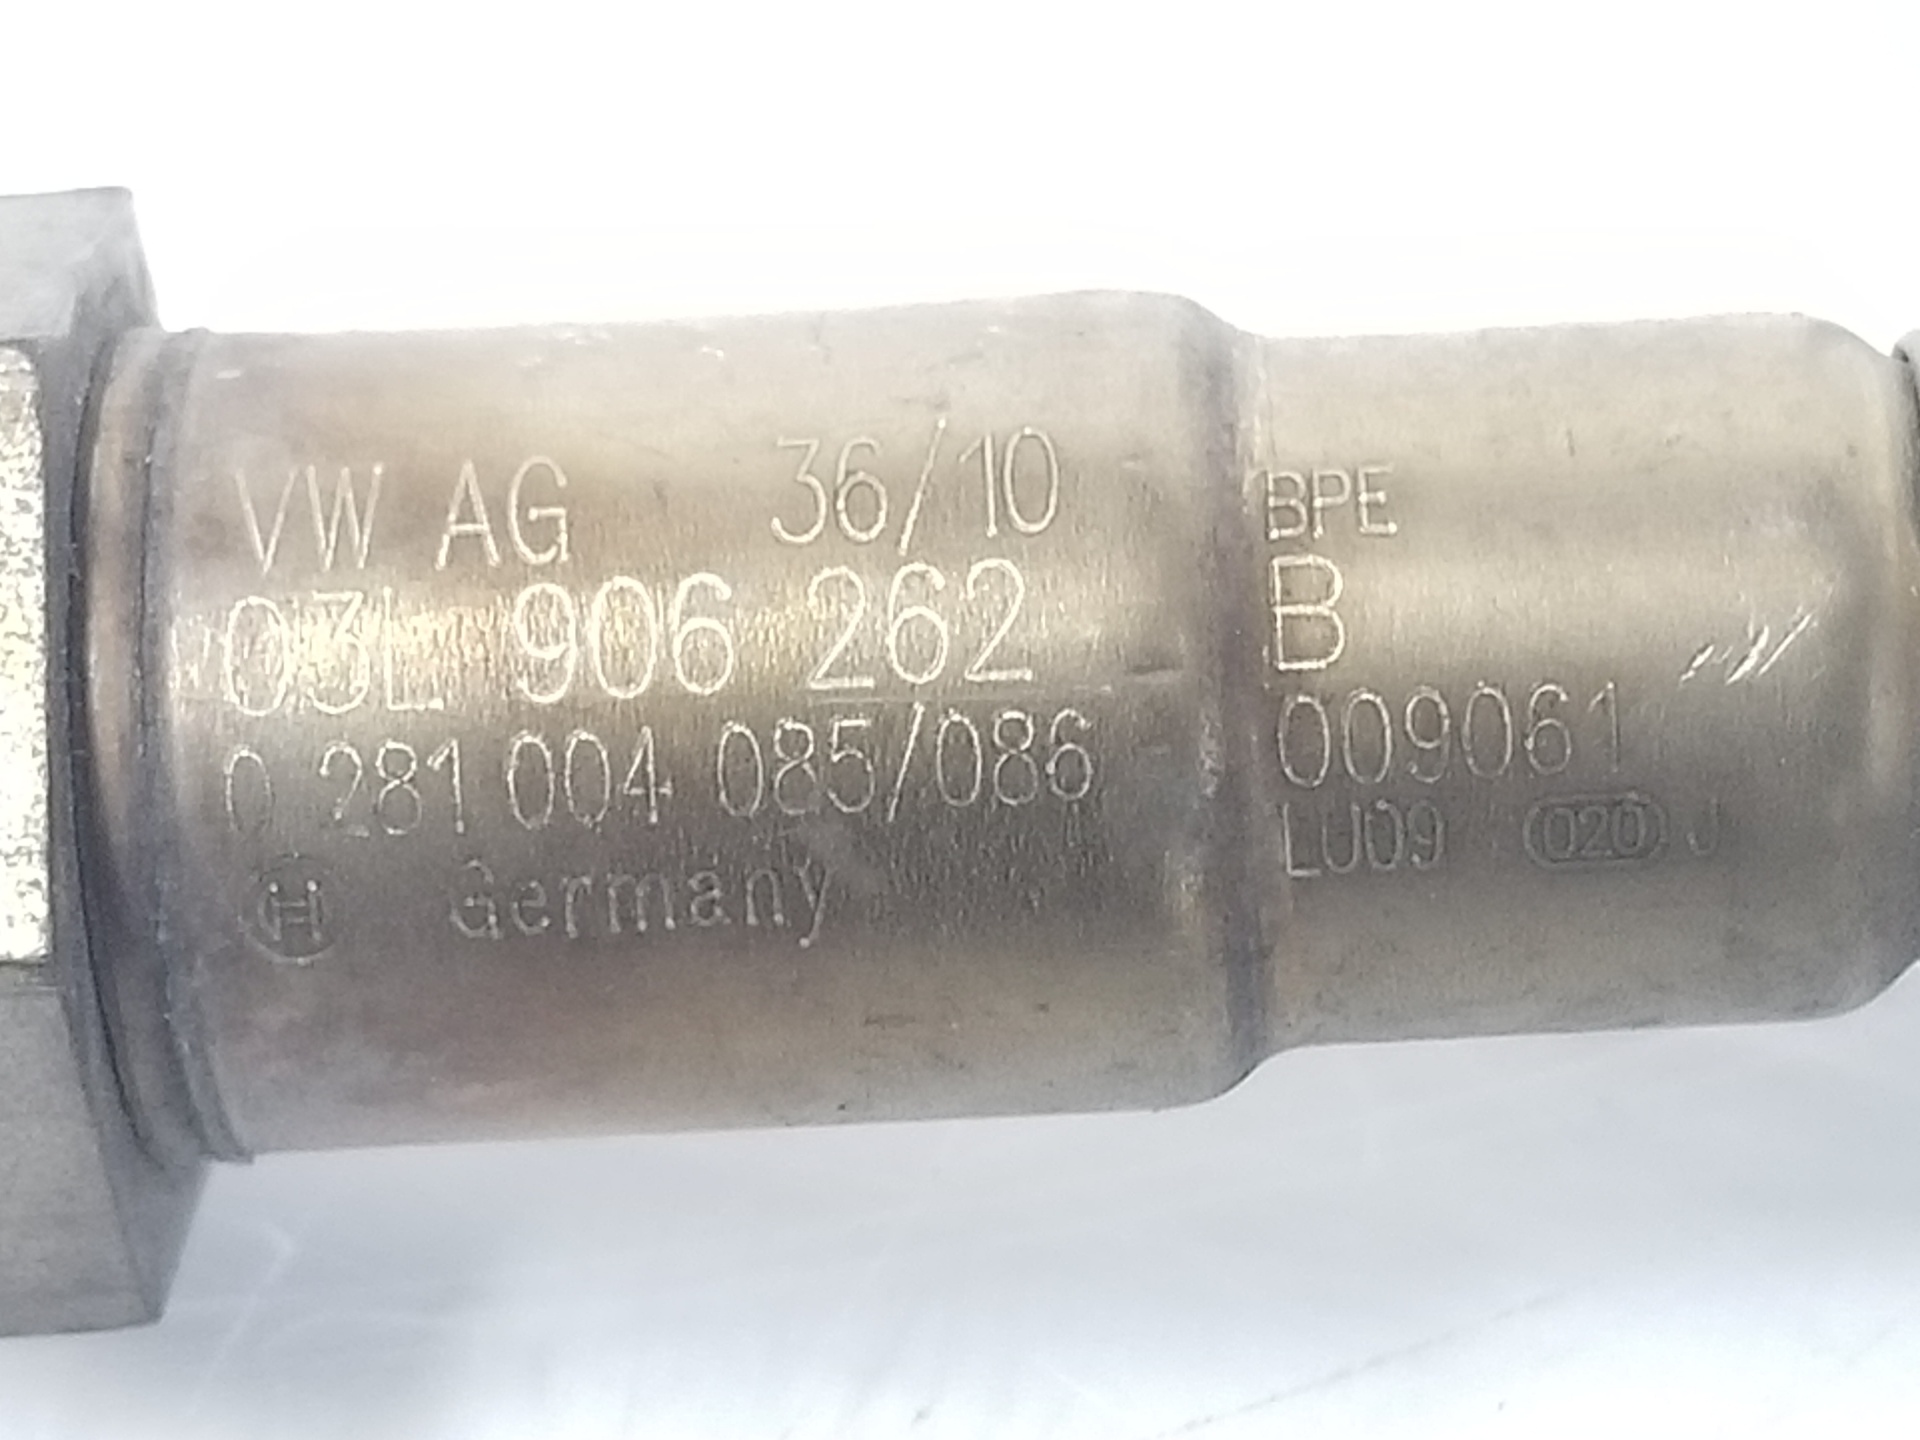 VW AG 36/10 BPE
03L 906 262 B
0 281 004 085/086 009061
Germany LU09 020 J